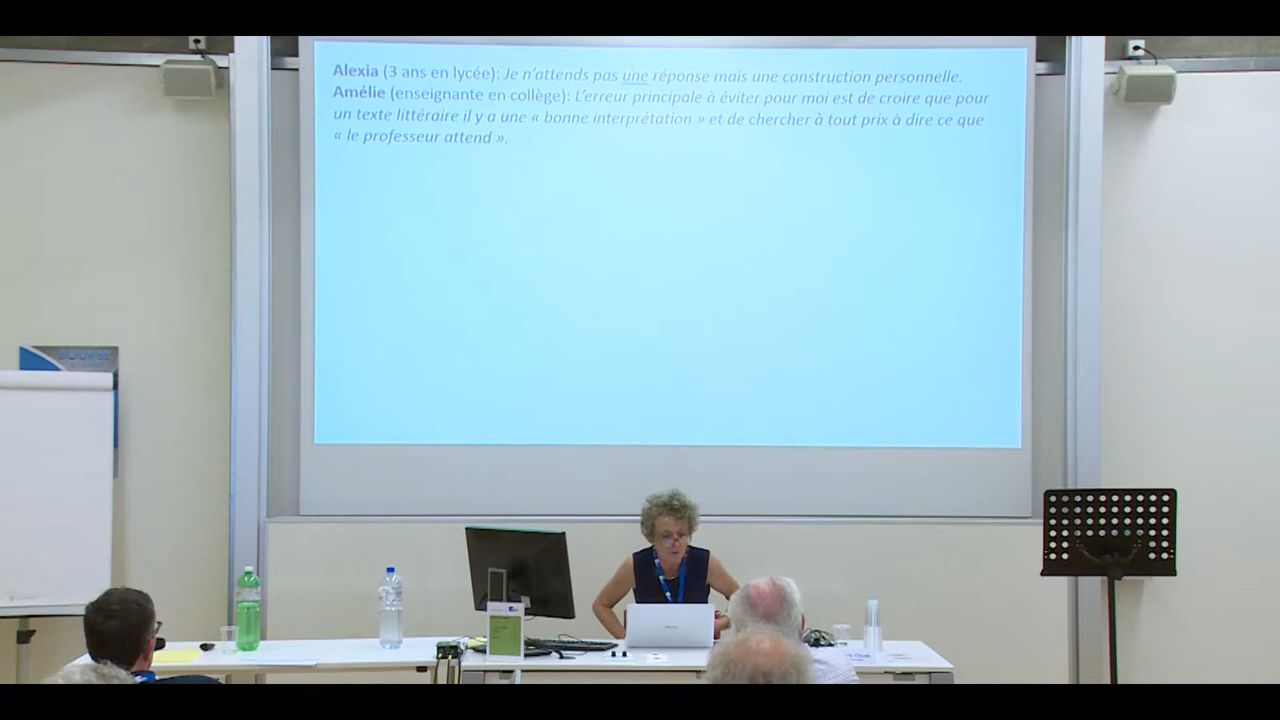 Alexia (3 ans en lycée): Je n'attends pas une réponse mais une construction personnelle.
Amélie (enseignante en collège): L'erreur principale à éviter pour moi est de croire que pour
un texte littéraire il y a une « bonne interprétation » et de chercher à tout prix à dire ce que
« le professeur attend ».